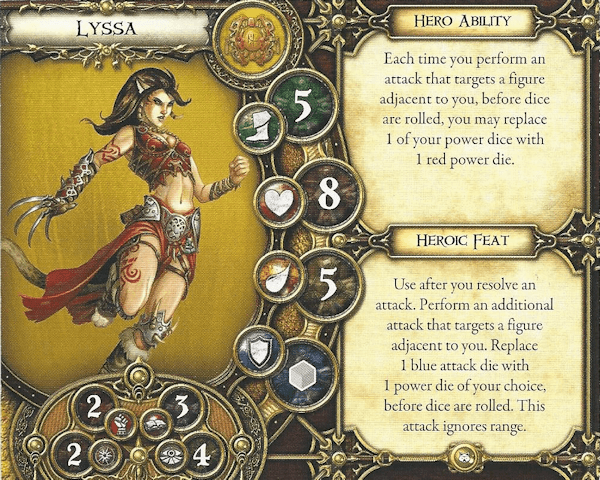 Lyssa
5
8
5
2
3
2
4
Hero Ability
Each time you perform an
attack that targets a figure
adjacent to you, before dice
are rolled, you may replace
1 of your power dice with
1 red power die.
Heroic Feat
Use after you resolve an
attack. Perform an additional
attack that targets a figure
adjacent to you. Replace
1 blue attack die with
1 power die of your choice,
before dice are rolled. This
attack ignores range.